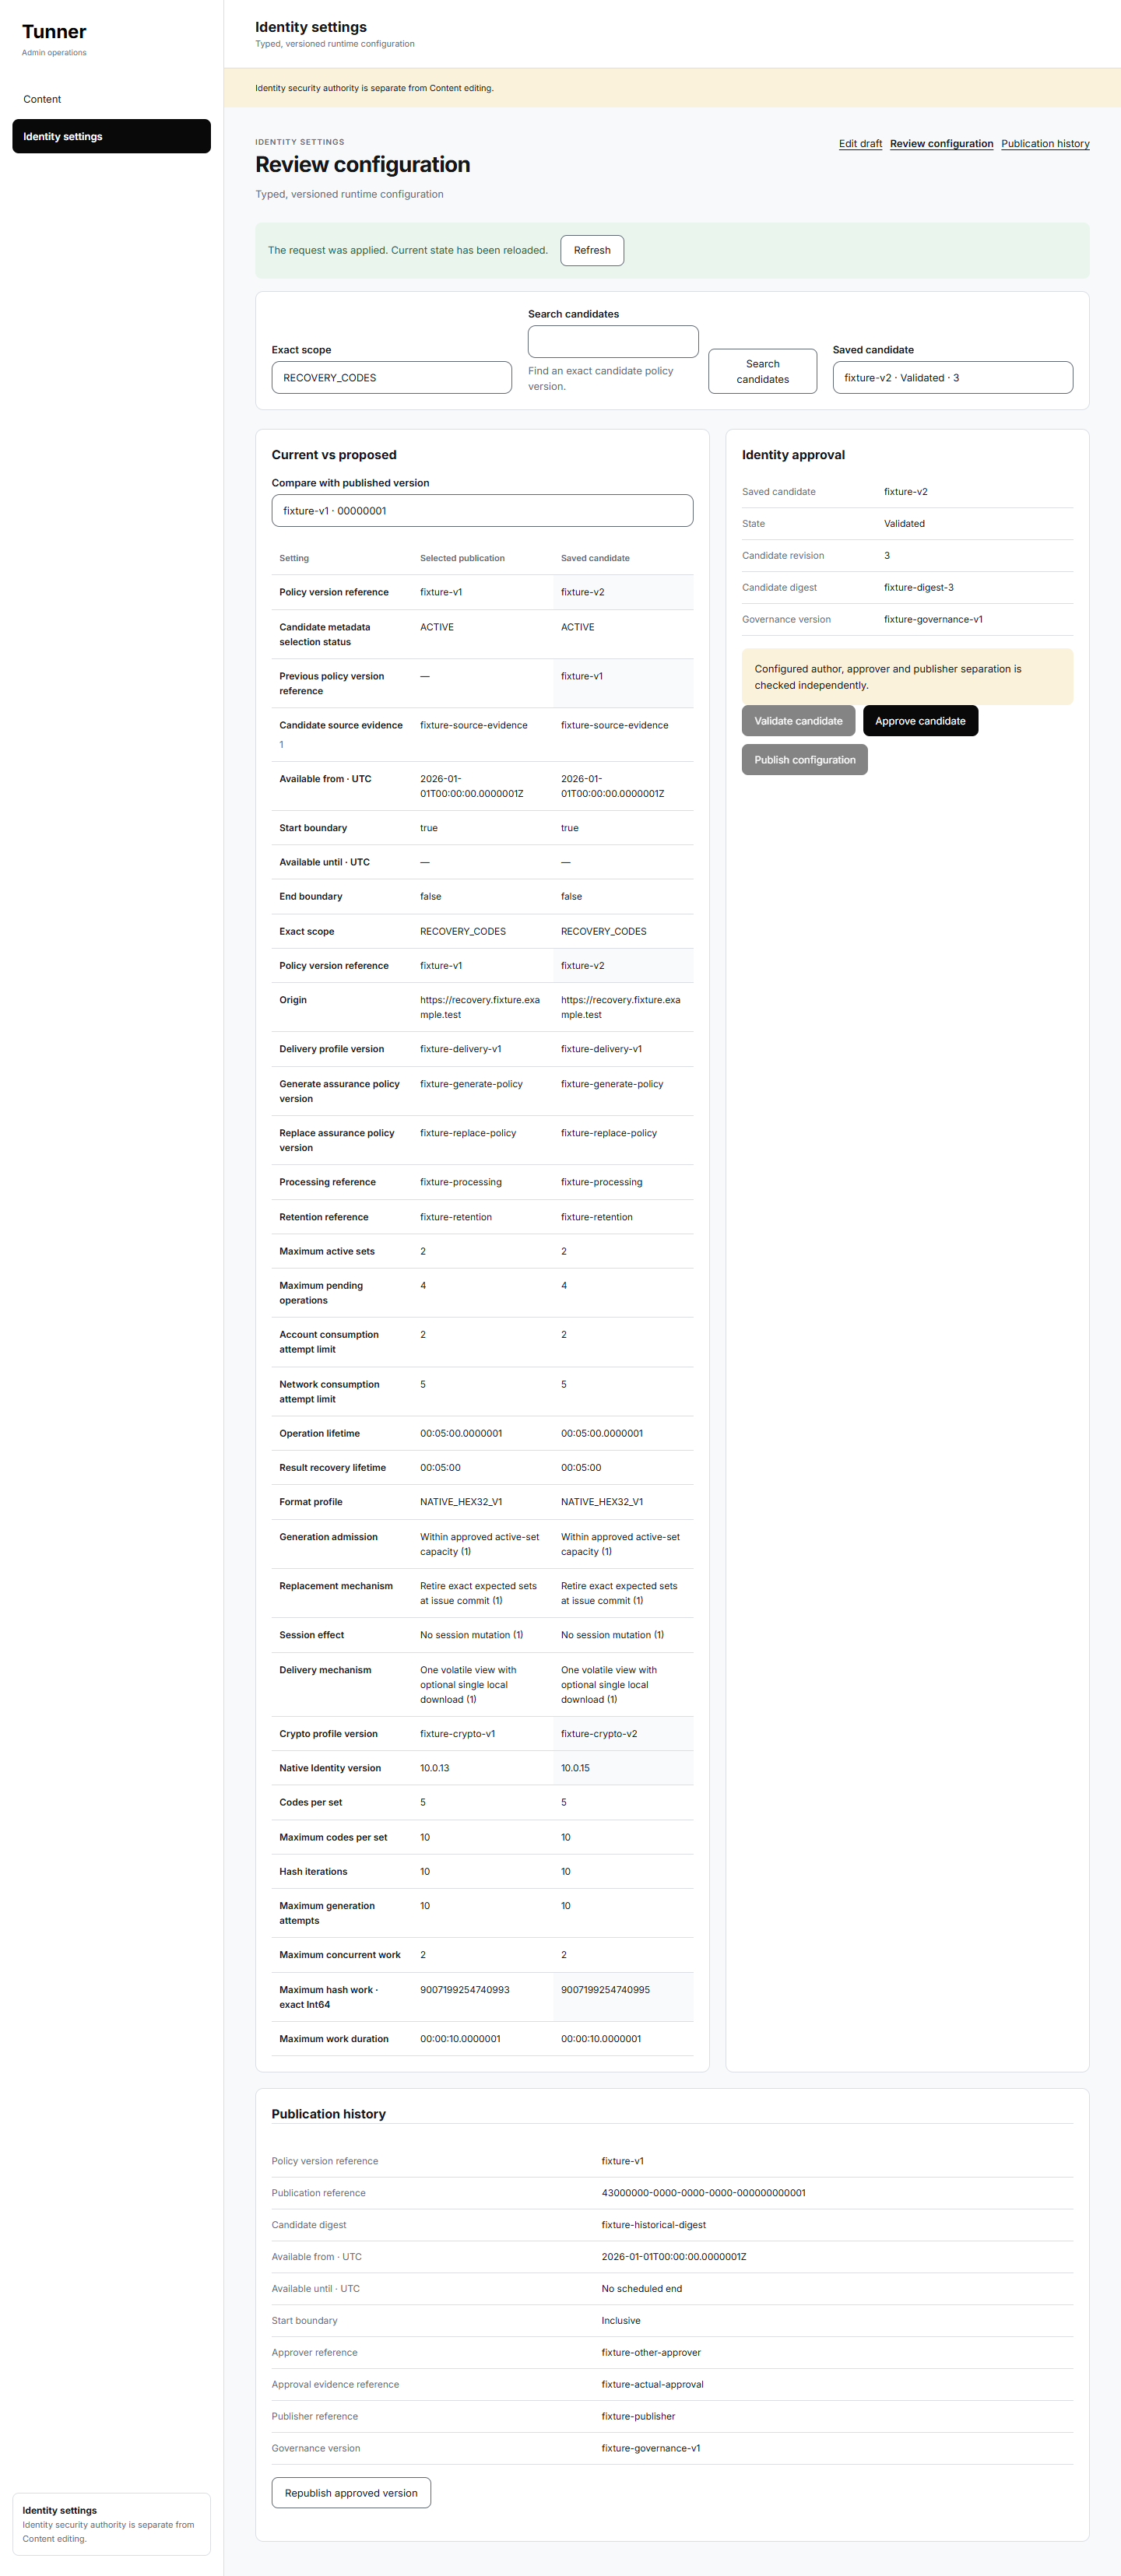 Tunner
Admin operations
Content
Identity settings
Identity settings
Typed, versioned runtime configuration
Identity security authority is separate from Content editing.
IDENTITY SETTINGS
Review configuration
Typed, versioned runtime configuration
Edit draft Review configuration Publication history
The request was applied. Current state has been reloaded. Refresh
Exact scope
RECOVERY_CODES
Search candidates
Find an exact candidate policy
version.
Search
candidates
Saved candidate
fixture-v2 · Validated · 3
Current vs proposed
Compare with published version
fixture-v1 · 00000001
Setting Selected publication Saved candidate
Policy version reference fixture-v1 fixture-v2
Candidate metadata ACTIVE ACTIVE
selection status
Previous policy version — fixture-v1
reference
Candidate source evidence fixture-source-evidence fixture-source-evidence
1
Available from · UTC 2026-01- 2026-01-
01T00:00:00.0000001Z 01T00:00:00.0000001Z
Start boundary true true
Available until · UTC — —
End boundary false false
Exact scope RECOVERY_CODES RECOVERY_CODES
Policy version reference fixture-v1 fixture-v2
Origin https://recovery.fixture.exa https://recovery.fixture.exa
mple.test mple.test
Delivery profile version fixture-delivery-v1 fixture-delivery-v1
Generate assurance policy fixture-generate-policy fixture-generate-policy
version
Replace assurance policy fixture-replace-policy fixture-replace-policy
version
Processing reference fixture-processing fixture-processing
Retention reference fixture-retention fixture-retention
Maximum active sets 2 2
Maximum pending 4 4
operations
Account consumption 2 2
attempt limit
Network consumption 5 5
attempt limit
Operation lifetime 00:05:00.0000001 00:05:00.0000001
Result recovery lifetime 00:05:00 00:05:00
Format profile NATIVE_HEX32_V1 NATIVE_HEX32_V1
Generation admission Within approved active-set Within approved active-set
capacity (1) capacity (1)
Replacement mechanism Retire exact expected sets Retire exact expected sets
at issue commit (1) at issue commit (1)
Session effect No session mutation (1) No session mutation (1)
Delivery mechanism One volatile view with One volatile view with
optional single local optional single local
download (1) download (1)
Crypto profile version fixture-crypto-v1 fixture-crypto-v2
Native Identity version 10.0.13 10.0.15
Codes per set 5 5
Maximum codes per set 10 10
Hash iterations 10 10
Maximum generation 10 10
attempts
Maximum concurrent work 2 2
Maximum hash work · 9007199254740993 9007199254740995
exact Int64
Maximum work duration 00:00:10.0000001 00:00:10.0000001
Identity approval
Saved candidate fixture-v2
State Validated
Candidate revision 3
Candidate digest fixture-digest-3
Governance version fixture-governance-v1
Configured author, approver and publisher separation is
checked independently.
Validate candidate Approve candidate
Publish configuration
Publication history
Policy version reference fixture-v1
Publication reference 43000000-0000-0000-0000-000000000001
Candidate digest fixture-historical-digest
Available from · UTC 2026-01-01T00:00:00.0000001Z
Available until · UTC No scheduled end
Start boundary Inclusive
Approver reference fixture-other-approver
Approval evidence reference fixture-actual-approval
Publisher reference fixture-publisher
Governance version fixture-governance-v1
Republish approved version
Identity settings
Identity security authority is separate from
Content editing.